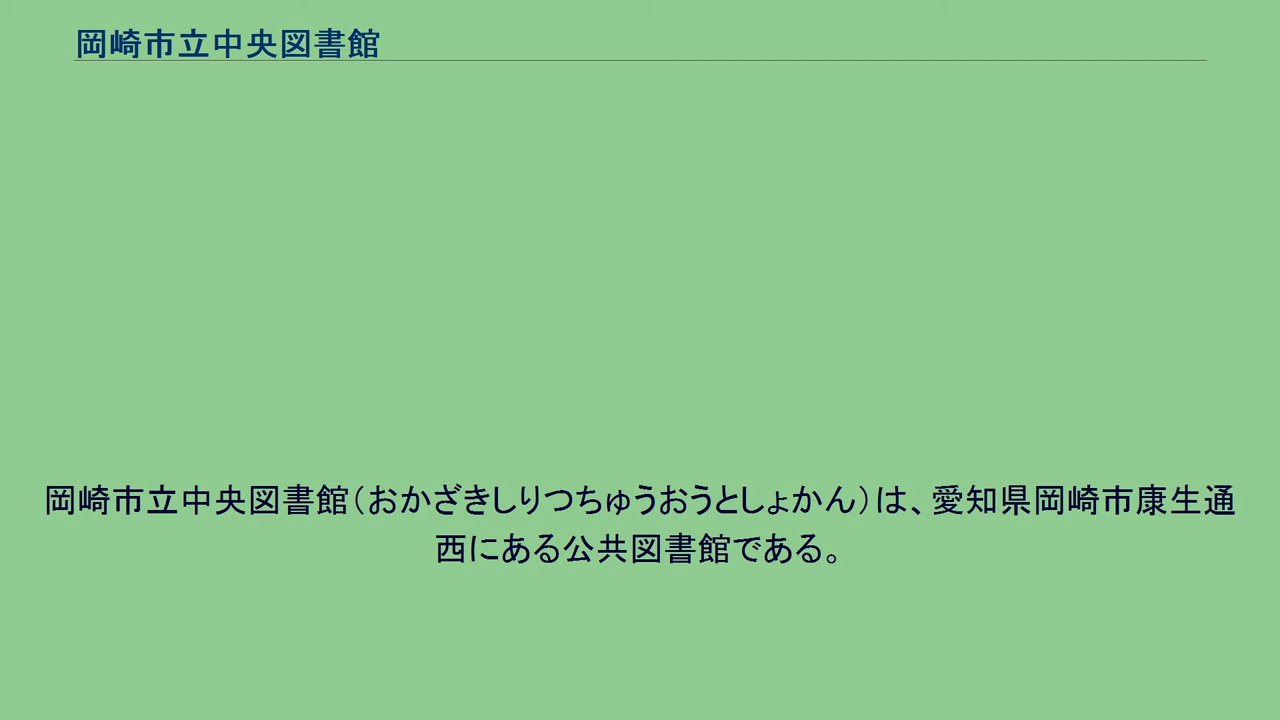 岡崎市立中央図書館
岡崎市立中央図書館（おかざきしりつちゅうおうとしょかん）は、愛知県岡崎市康生通
西にある公共図書館である。